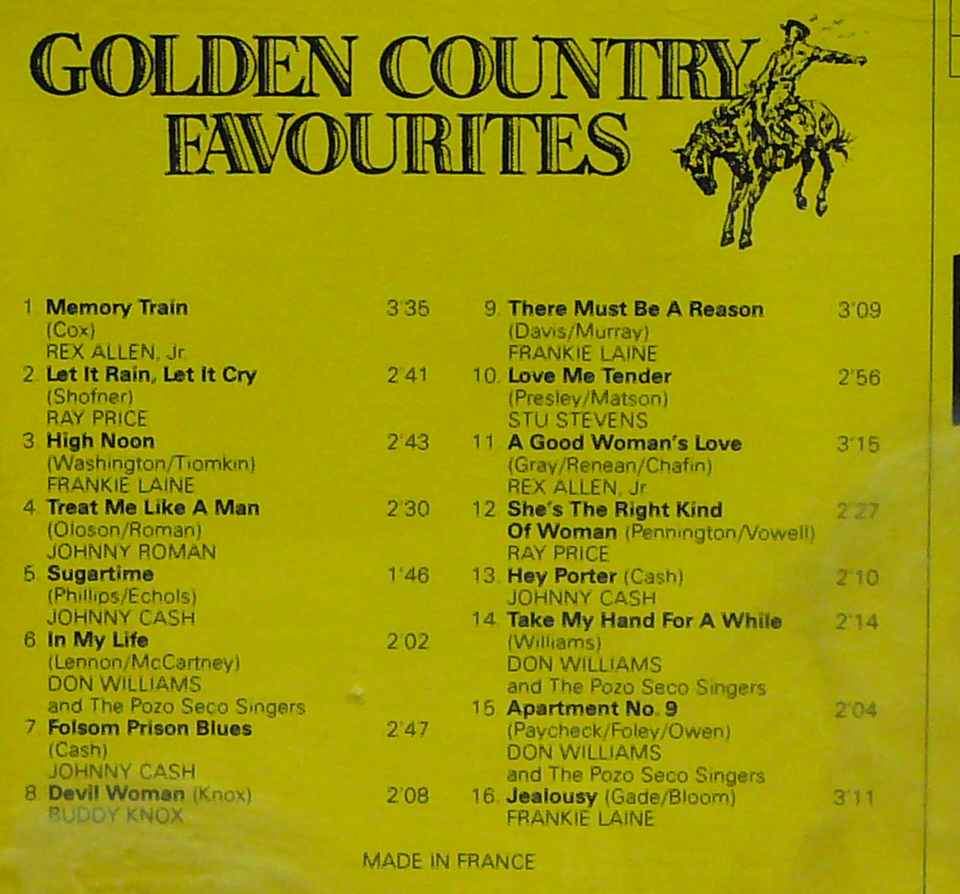 GOLDEN COUNTRY
FAVOURITES
1 Memory Train 3'35
(Cox)
REX ALLEN, Jr
2. Let It Rain, Let It Cry 2'41
(Shofner)
RAY PRICE
3 High Noon 2'43
(Washington/Tiomkin)
FRANKIE LAINE
4 Treat Me Like A Man 2'30
(Oloson/Roman)
JOHNNY ROMAN
5 Sugartime 1'46
(Phillips/Echols)
JOHNNY CASH
6 In My Life 2'02
(Lennon/McCartney)
DON WILLIAMS
and The Pozo Seco Singers
7 Folsom Prison Blues 2'47
(Cash)
JOHNNY CASH
8. Devil Woman (Knox) 2'08
BUDDY KNOX
9. There Must Be A Reason 3'09
(Davis/Murray)
FRANKIE LAINE
10. Love Me Tender 2'56
(Presley/Matson)
STU STEVENS
11. A Good Woman's Love 3'15
(Gray/Renean/Chafin)
REX ALLEN, Jr
12 She's The Right Kind 2'27
Of Woman (Pennington/Vowell)
RAY PRICE
13. Hey Porter (Cash) 2'10
JOHNNY CASH
14. Take My Hand For A While 2'14
(Williams)
DON WILLIAMS
and The Pozo Seco Singers
15 Apartment No. 9 2'04
(Paycheck/Foley/Owen)
DON WILLIAMS
and The Pozo Seco Singers
16. Jealousy (Gade/Bloom) 3'11
FRANKIE LAINE
MADE IN FRANCE